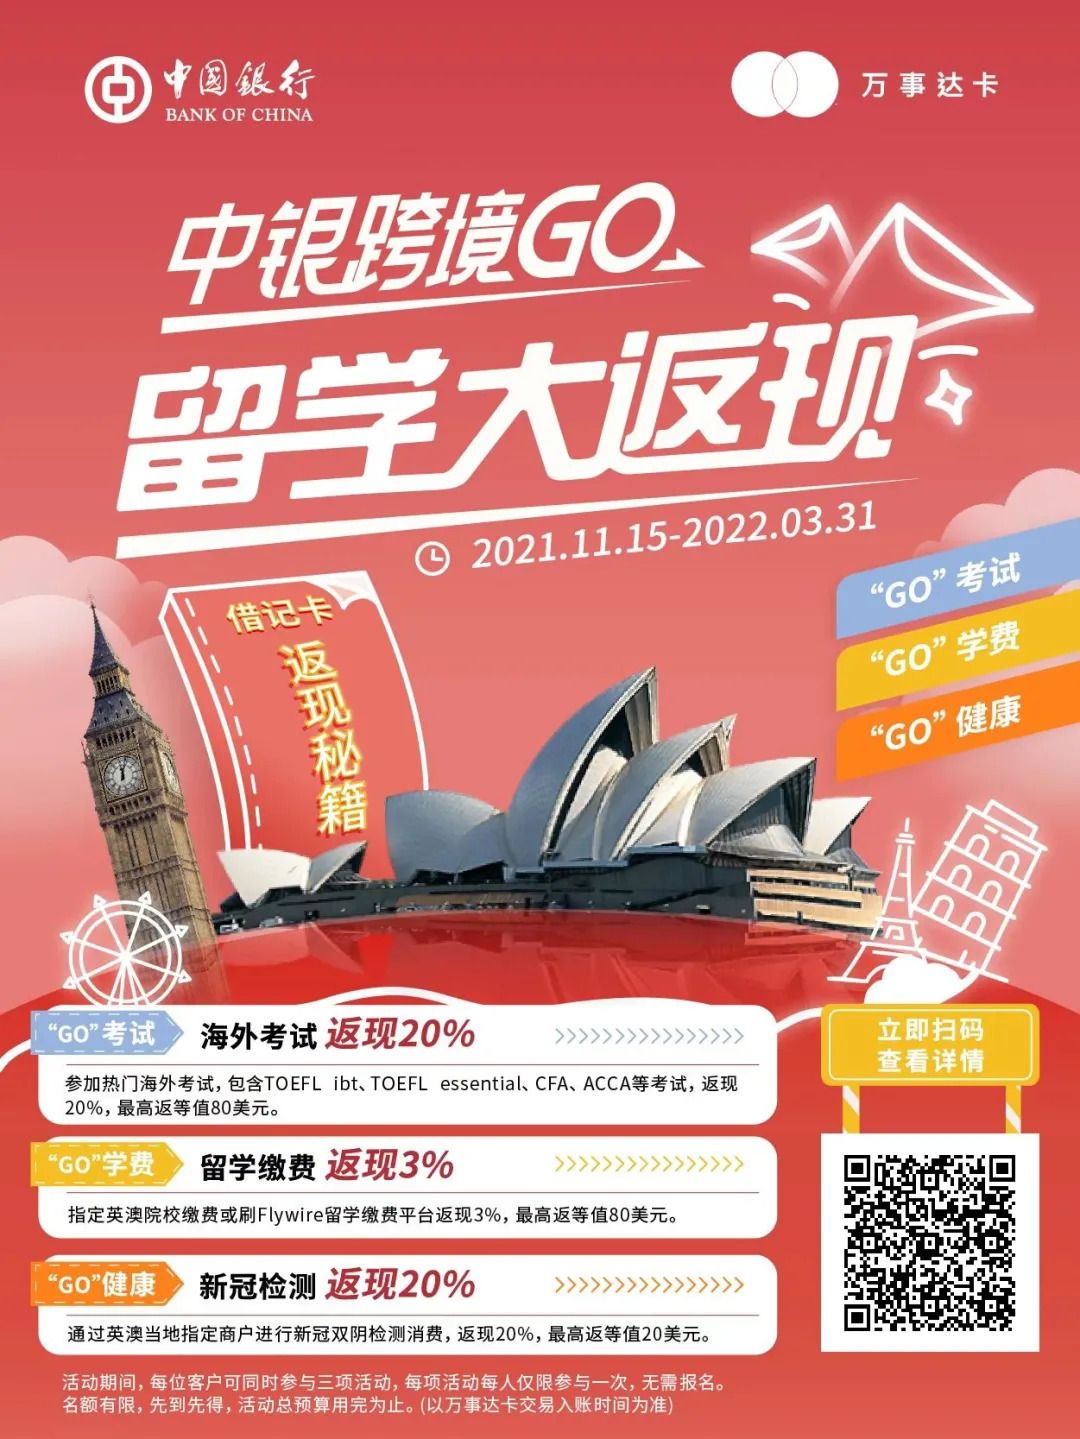 中國銀行
BANK OF CHINA
万事达卡
中银跨境GO
留学大返现
2021.11.15-2022.03.31
借记卡
返现秘籍
“GO” 考试
“GO” 学费
“GO” 健康
“GO”考试
海外考试 返现20%
参加热门海外考试，包含TOEFL ibt、TOEFL essential、CFA、ACCA等考试，返现
20%，最高返等值80美元。
“GO”学费
留学缴费 返现3%
指定英澳院校缴费或刷Flywire留学缴费平台返现3%，最高返等值80美元。
“GO”健康
新冠检测 返现20%
通过英澳当地指定商户进行新冠双阴检测消费，返现20%，最高返等值20美元。
立即扫码
查看详情
活动期间，每位客户可同时参与三项活动，每项活动每人仅限参与一次，无需报名。
名额有限，先到先得，活动总预算用完为止。(以万事达卡交易入账时间为准)